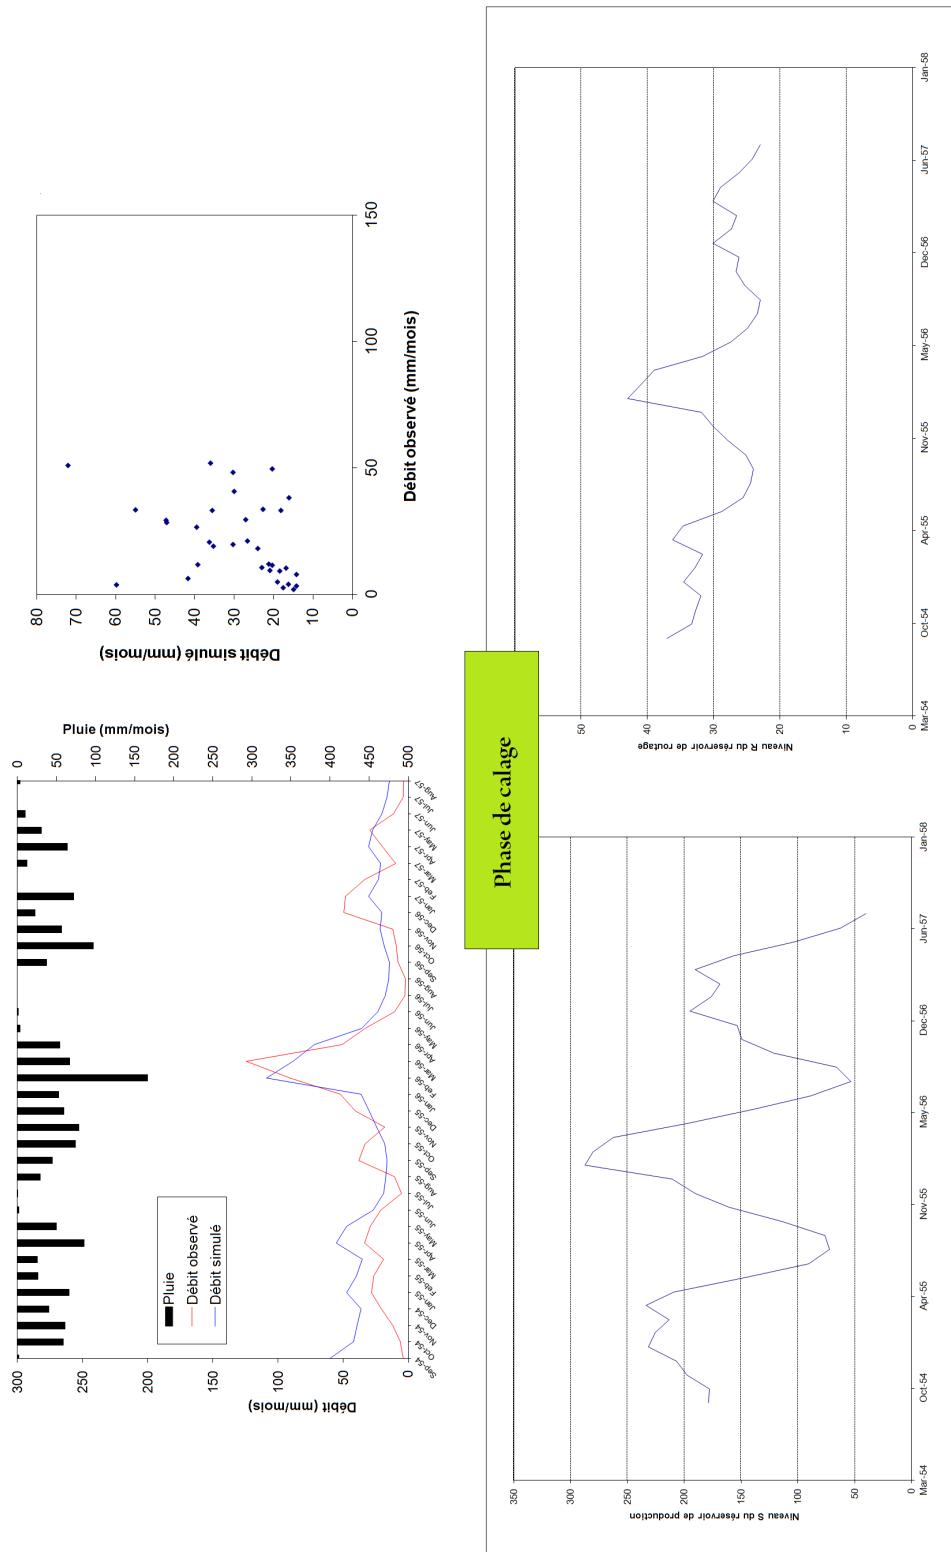 Pluie (mm/mois)
0
50
100
150
200
250
300
350
400
450
500
Pluie
Débit observé
Débit simulé
300
200
100
50
0
Débit (mm/mois)
Sep-54
Oct-54
Nov-54
Dec-54
Jan-55
Feb-55
Mar-55
Apr-55
May-55
Jun-55
Jul-55
Aug-55
Sep-55
Oct-55
Nov-55
Dec-55
Jan-56
Feb-56
Mar-56
Apr-56
May-56
Jun-56
Jul-56
Aug-56
Sep-56
Oct-56
Nov-56
Dec-56
Jan-57
Feb-57
Mar-57
Apr-57
May-57
Jun-57
Jul-57
Aug-57
Débit simulé (mm/mois)
80
70
60
50
40
30
20
10
0
0
50
100
150
Débit observé (mm/mois)
Phase de calage
Niveau S du réservoir de production
350
300
250
200
150
100
50
0
Mar-54
Oct-54
Apr-55
Nov-55
May-56
Dec-56
Jun-57
Jan-58
Niveau R du réservoir de routage
50
40
30
20
10
0
Mar-54
Oct-54
Apr-55
Nov-55
May-56
Dec-56
Jun-57
Jan-58